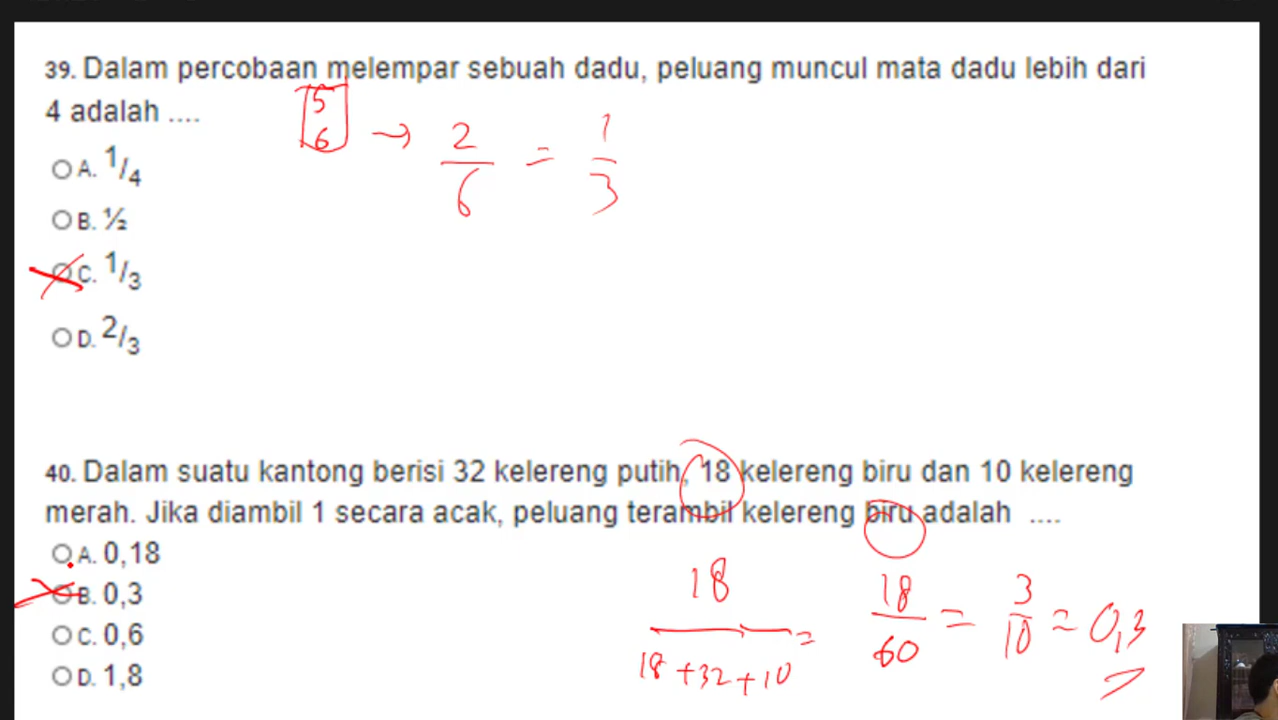 39. Dalam percobaan melempar sebuah dadu, peluang muncul mata dadu lebih dari
4 adalah ....
5
6 → 2/6 = 1/3
A. 1/4
B. ½
C. 1/3
D. 2/3
40. Dalam suatu kantong berisi 32 kelereng putih, 18 kelereng biru dan 10 kelereng
merah. Jika diambil 1 secara acak, peluang terambil kelereng biru adalah ....
A. 0,18
B. 0,3
C. 0,6
D. 1,8
18/18+32+10 = 18/60 = 3/10 = 0,3